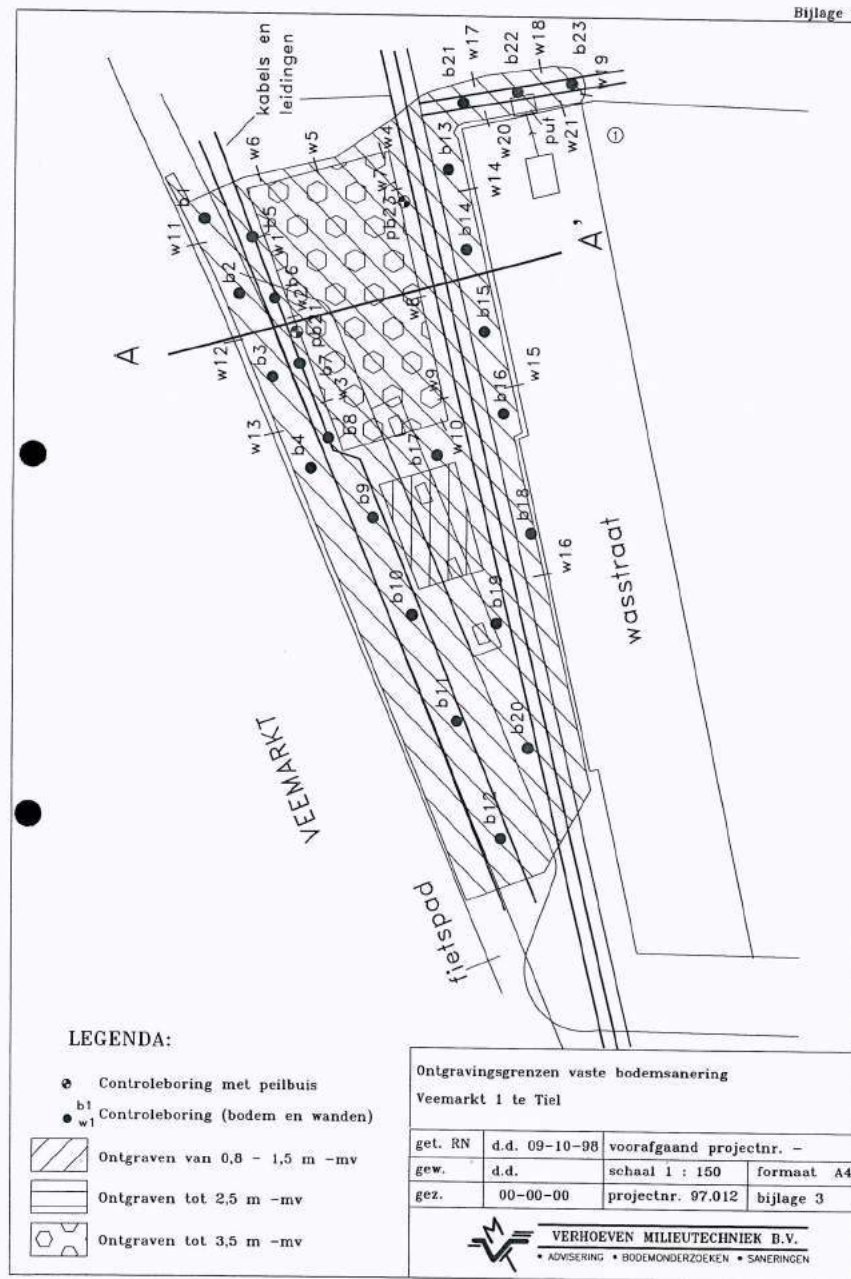 Bijlage
kabels en
leidingen
b21
w17
b22
w18
b23
w19
w6
w5
w4
b13
w20
put
w21
1
w7
pb23
w14
b14
b1
w11
w1
b5
b2
w2
b6
pb21
A
A'
w8
b15
w12
b3
b7
w3
w9
w15
b16
w13
b4
b8
b17
w10
b9
b18
w16
b10
b19
wasstraat
b11
b20
VEEMARKT
b12
fietspad
LEGENDA:
Controleboring met peilbuis
b1
w1 Controleboring (bodem en wanden)
Ontgraven van 0,8 - 1,5 m -mv
Ontgraven tot 2,5 m -mv
Ontgraven tot 3,5 m -mv
Ontgravingsgrenzen vaste bodemsanering
Veemarkt 1 te Tiel
get. RN d.d. 09-10-98 voorafgaand projectnr. -
gew. d.d. schaal 1 : 150 formaat A4
gez. 00-00-00 projectnr. 97.012 bijlage 3
VERHOEVEN MILIEUTECHNIEK B.V.
• ADVISERING • BODEMONDERZOEKEN • SANERINGEN